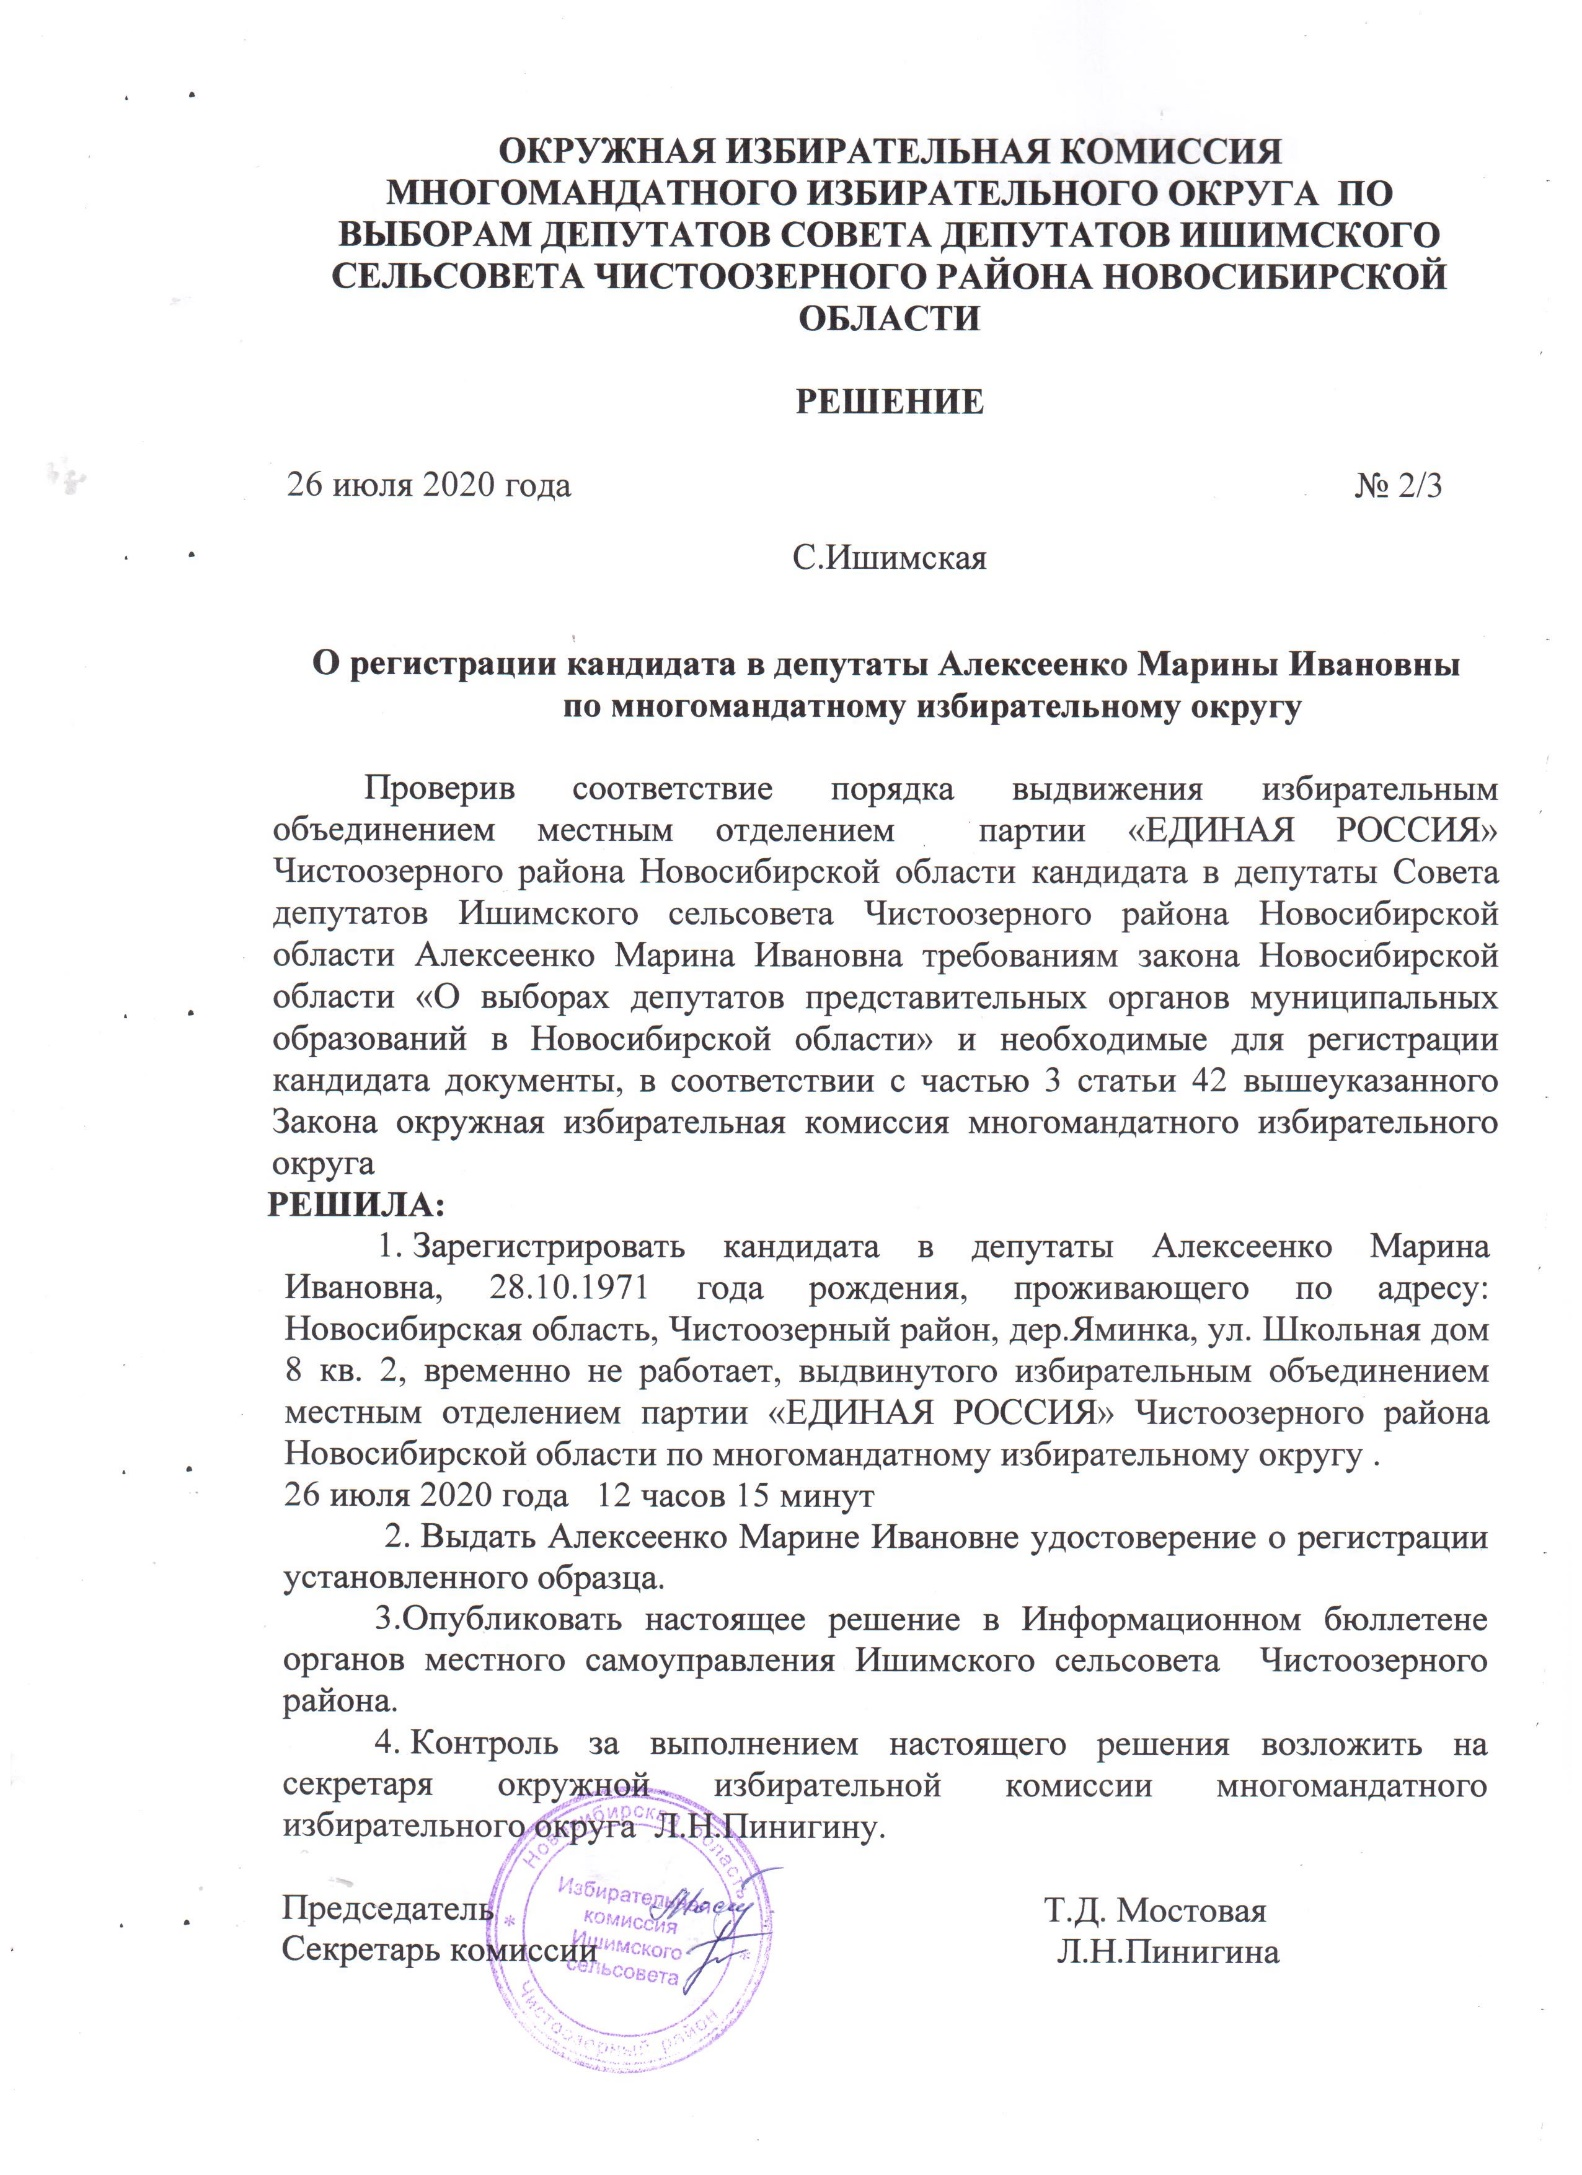 ОКРУЖНАЯ ИЗБИРАТЕЛЬНАЯ КОМИССИЯ
МНОГОМАНДАТНОГО ИЗБИРАТЕЛЬНОГО ОКРУГА ПО
ВЫБОРАМ ДЕПУТАТОВ СОВЕТА ДЕПУТАТОВ ИШИМСКОГО
СЕЛЬСОВЕТА ЧИСТООЗЕРНОГО РАЙОНА НОВОСИБИРСКОЙ
ОБЛАСТИ
РЕШЕНИЕ
26 июля 2020 года № 2/3
С.Ишимская
О регистрации кандидата в депутаты Алексеенко Марины Ивановны
по многомандатному избирательному округу
Проверив соответствие порядка выдвижения избирательным
объединением местным отделением партии «ЕДИНАЯ РОССИЯ»
Чистоозерного района Новосибирской области кандидата в депутаты Совета
депутатов Ишимского сельсовета Чистоозерного района Новосибирской
области Алексеенко Марина Ивановна требованиям закона Новосибирской
области «О выборах депутатов представительных органов муниципальных
образований в Новосибирской области» и необходимые для регистрации
кандидата документы, в соответствии с частью 3 статьи 42 вышеуказанного
Закона окружная избирательная комиссия многомандатного избирательного
округа
РЕШИЛА:
1. Зарегистрировать кандидата в депутаты Алексеенко Марина
Ивановна, 28.10.1971 года рождения, проживающего по адресу:
Новосибирская область, Чистоозерный район, дер.Яминка, ул. Школьная дом
8 кв. 2, временно не работает, выдвинутого избирательным объединением
местным отделением партии «ЕДИНАЯ РОССИЯ» Чистоозерного района
Новосибирской области по многомандатному избирательному округу .
26 июля 2020 года 12 часов 15 минут
2. Выдать Алексеенко Марине Ивановне удостоверение о регистрации
установленного образца.
3.Опубликовать настоящее решение в Информационном бюллетене
органов местного самоуправления Ишимского сельсовета Чистоозерного
района.
4. Контроль за выполнением настоящего решения возложить на
секретаря окружной избирательной комиссии многомандатного
избирательного округа Л.Н.Пинигину.
Председатель Т.Д. Мостовая
Секретарь комиссии Л.Н.Пинигина
Новосибирская область
Избирательная
комиссия
Ишимского
сельсовета
Чистоозерный район